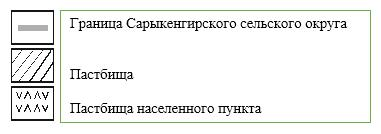 Граница Сарыкенгирского сельского округа
Пастбища
Пастбища населенного пункта